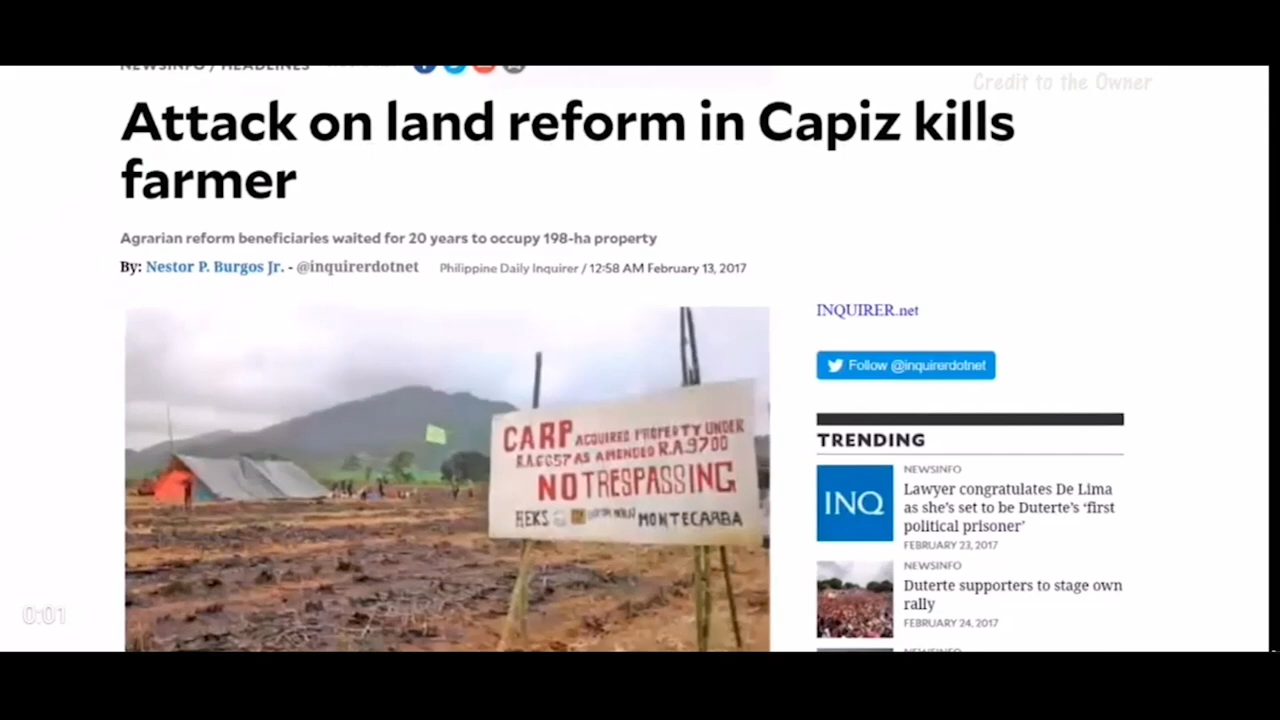 NEWSINFO / HEADLINES
Credit to the Owner
Attack on land reform in Capiz kills
farmer
Agrarian reform beneficiaries waited for 20 years to occupy 198-ha property
By: Nestor P. Burgos Jr. - @inquirerdotnet
Philippine Daily Inquirer / 12:58 AM February 13, 2017
CARP ACQUIRED PROPERTY UNDER
R.A.6657 AS AMENDED R.A.9700
NO TRESPASSING
MONTECARBA
INQUIRER.net
Follow @inquirerdotnet
TRENDING
INQ
NEWSINFO
Lawyer congratulates De Lima
as she's set to be Duterte's 'first
political prisoner'
FEBRUARY 23, 2017
NEWSINFO
Duterte supporters to stage own
rally
FEBRUARY 24, 2017
NEWSINFO
0:01